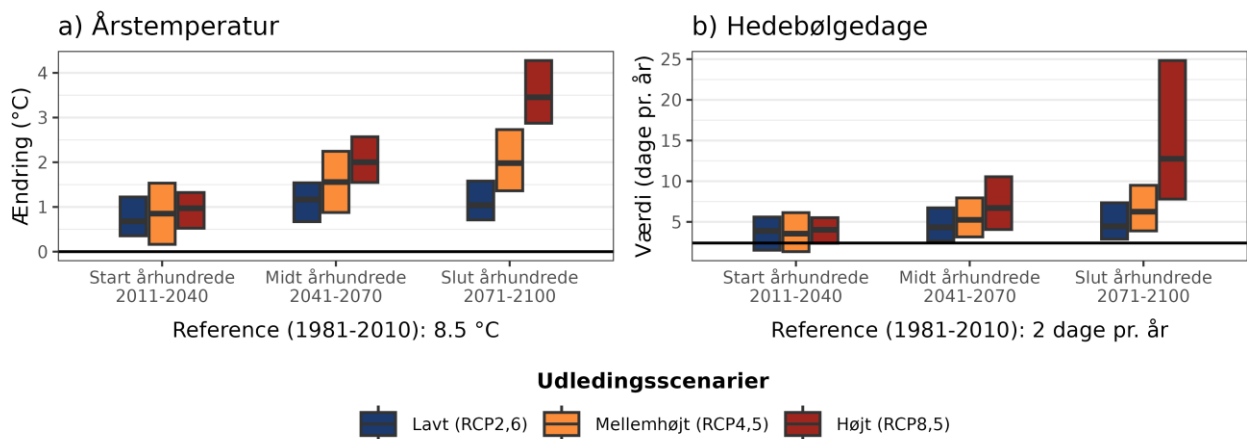 a) Årstemperatur
Ændring (°C)
4
3
2
1
0
Start århundrede
2011-2040
Midt århundrede
2041-2070
Slut århundrede
2071-2100
Reference (1981-2010): 8.5 °C
b) Hedebølgedage
Værdi (dage pr. år)
25
20
15
10
5
Start århundrede
2011-2040
Midt århundrede
2041-2070
Slut århundrede
2071-2100
Reference (1981-2010): 2 dage pr. år
Udledingsscenarier
Lavt (RCP2,6)
Mellemhøjt (RCP4,5)
Højt (RCP8,5)